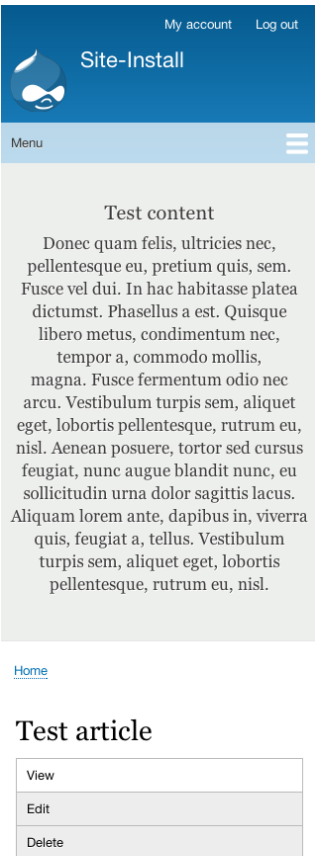 My account Log out
Site-Install
Menu
Test content
Donec quam felis, ultricies nec,
pellentesque eu, pretium quis, sem.
Fusce vel dui. In hac habitasse platea
dictumst. Phasellus a est. Quisque
libero metus, condimentum nec,
tempor a, commodo mollis,
magna. Fusce fermentum odio nec
arcu. Vestibulum turpis sem, aliquet
eget, lobortis pellentesque, rutrum eu,
nisl. Aenean posuere, tortor sed cursus
feugiat, nunc augue blandit nunc, eu
sollicitudin urna dolor sagittis lacus.
Aliquam lorem ante, dapibus in, viverra
quis, feugiat a, tellus. Vestibulum
turpis sem, aliquet eget, lobortis
pellentesque, rutrum eu, nisl.
Home
Test article
View
Edit
Delete